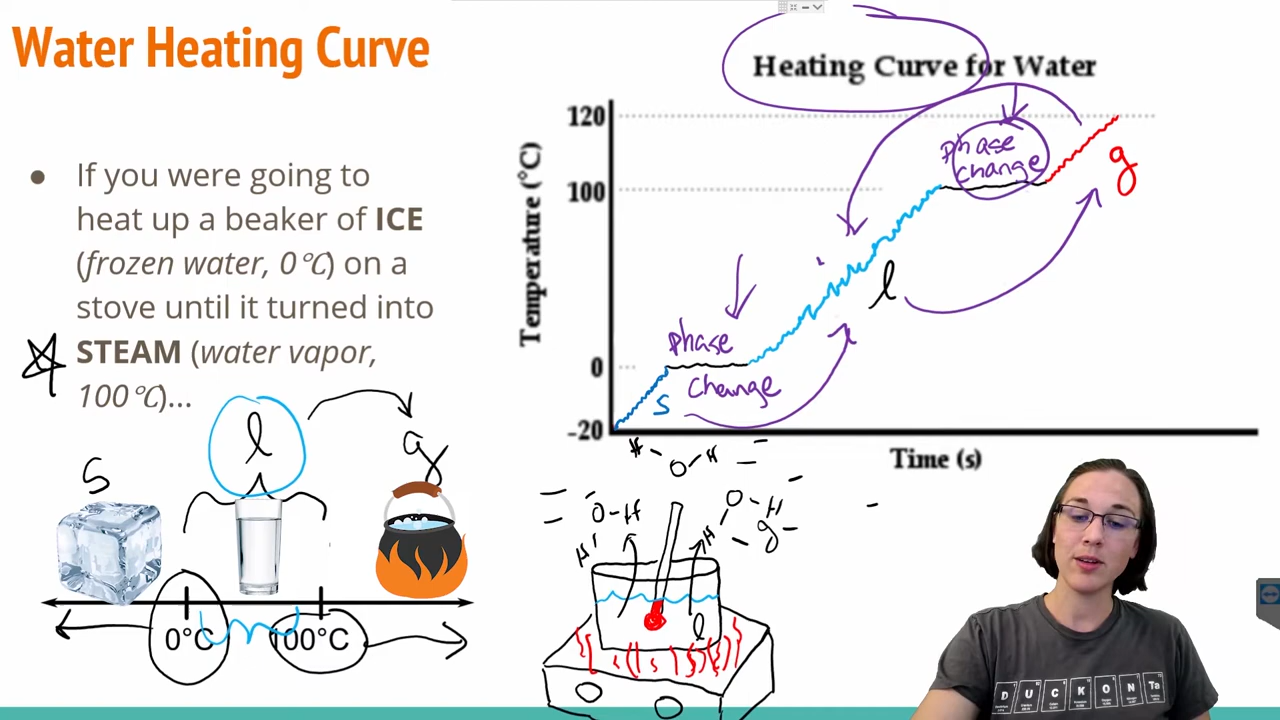 Water Heating Curve
If you were going to
heat up a beaker of ICE
(frozen water, 0°C) on a
stove until it turned into
STEAM (water vapor,
100°C)...
s
l
g
0°C
100°C
Heating Curve for Water
Temperature (°C)
120
100
0
-20
Time (s)
phase
change
g
l
phase
change
s
H O H
O-H
H
O-H
H
g
l
D U C K O N Ta